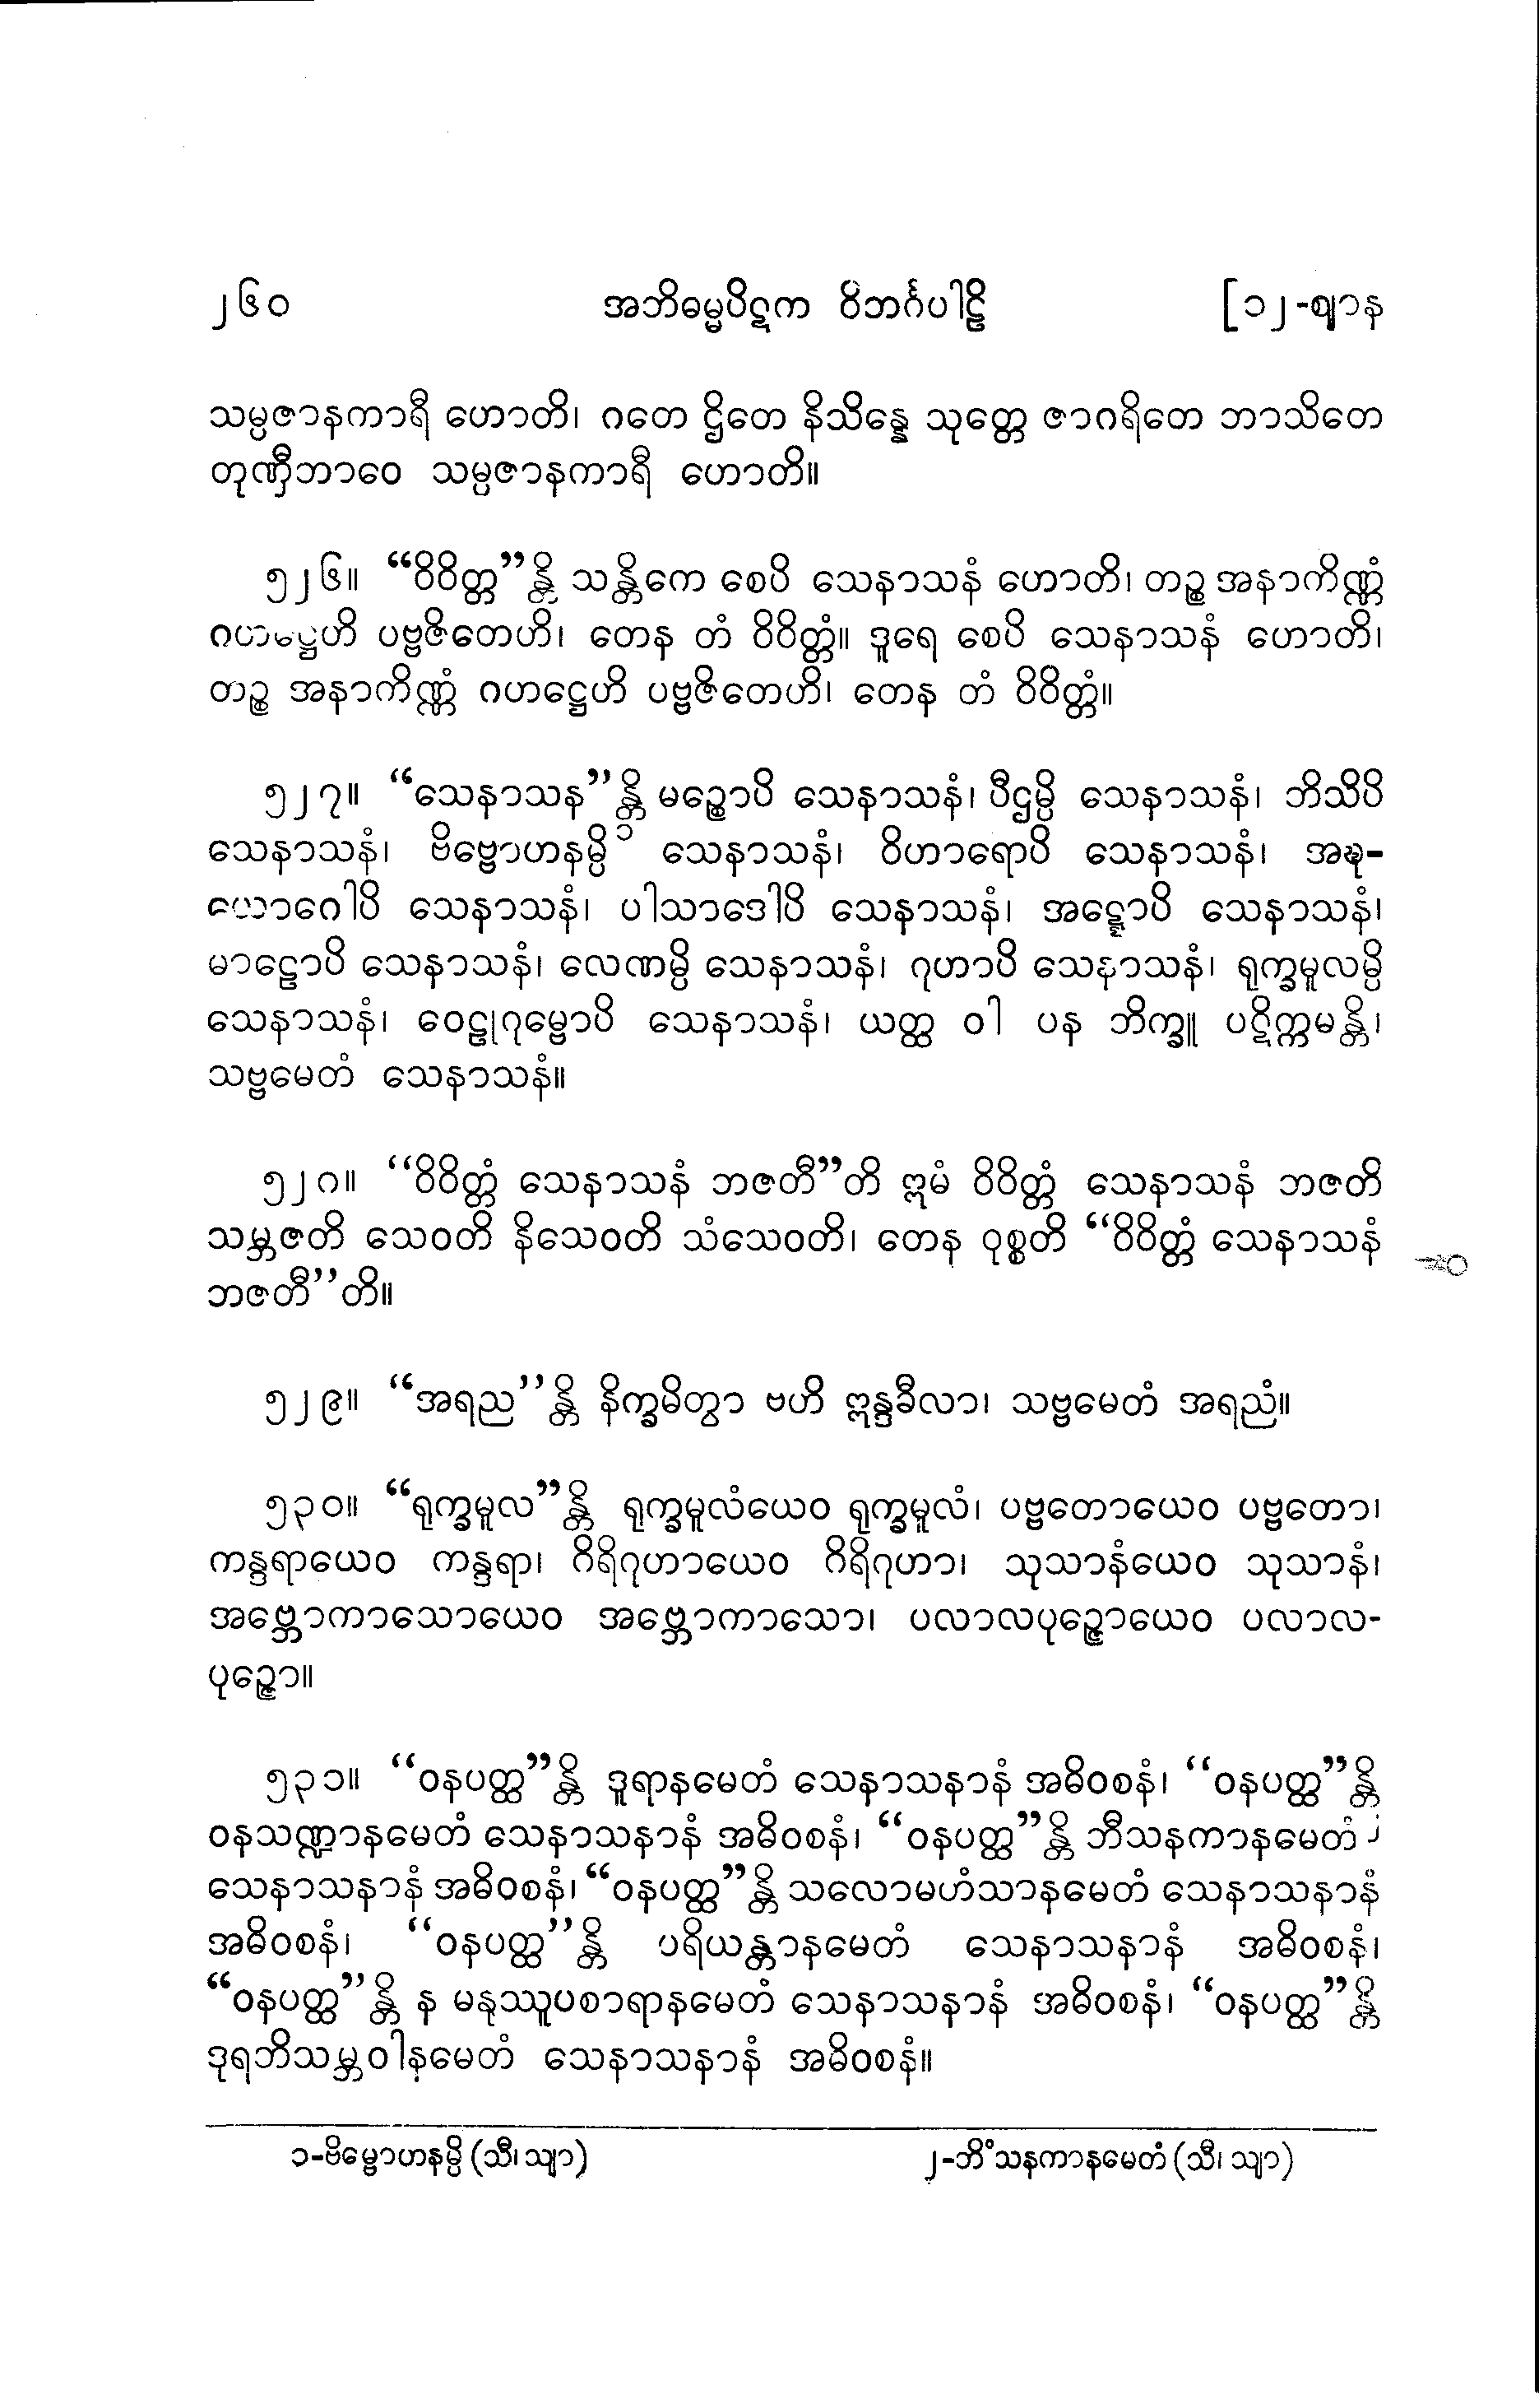 ၂၆၀ အဘိဓမ္မပိဋက ဝိဘင်္ဂပါဠိ [၁၂-ဈာန
သမ္ပဇာနကာရီ ဟောတိ၊ ဂတေ ဌိတေ နိသိန္နေ သုတ္တေ ဇာဂရိတေ ဘာသိတေ
တုဏှီဘာဝေ သမ္ပဇာနကာရီ ဟောတိ။
၅၂၆။ “ဝိဝိတ္တ”န္တိ သန္တိကေ စေပိ သေနာသနံ ဟောတိ၊ တဉ္စ အနာကိဏ္ဏံ
ဂဟဋ္ဌေဟိ ပဗ္ဗဇိတေဟိ၊ တေန တံ ဝိဝိတ္တံ။ ဒူရေ စေပိ သေနာသနံ ဟောတိ၊
တဉ္စ အနာကိဏ္ဏံ ဂဟဋ္ဌေဟိ ပဗ္ဗဇိတေဟိ၊ တေန တံ ဝိဝိတ္တံ။
၅၂၇။ “သေနာသန”န္တိ မဉ္စောပိ သေနာသနံ၊ ပီဌမ္ပိ သေနာသနံ၊ ဘိသိပိ
သေနာသနံ၊ ဗိဗ္ဗောဟနမ္ပိ ၁ သေနာသနံ၊ ဝိဟာရောပိ သေနာသနံ၊ အဍ္ဎ-
ယောဂေါပိ သေနာသနံ၊ ပါသာဒေါပိ သေနာသနံ၊ အဋ္ဋောပိ သေနာသနံ၊
မာဠောပိ သေနာသနံ၊ လေဏမ္ပိ သေနာသနံ၊ ဂုဟာပိ သေနာသနံ၊ ရုက္ခမူလမ္ပိ
သေနာသနံ၊ ဝေဠုဂုမ္ဗောပိ သေနာသနံ၊ ယတ္ထ ဝါ ပန ဘိက္ခူ ပဋိက္ကမန္တိ၊
သဗ္ဗမေတံ သေနာသနံ။
၅၂၈။ “ဝိဝိတ္တံ သေနာသနံ ဘဇတီ”တိ ဣမံ ဝိဝိတ္တံ သေနာသနံ ဘဇတိ
သမ္ဘဇတိ သေဝတိ နိသေဝတိ သံသေဝတိ၊ တေန ဝုစ္စတိ “ဝိဝိတ္တံ သေနာသနံ
ဘဇတီ”တိ။
၅၂၉။ “အရည”န္တိ နိက္ခမိတွာ ဗဟိ ဣန္ဒခီလာ၊ သဗ္ဗမေတံ အရညံ။
၅၃၀။ “ရုက္ခမူလ”န္တိ ရုက္ခမူလံယေဝ ရုက္ခမူလံ၊ ပဗ္ဗတောယေဝ ပဗ္ဗတော၊
ကန္ဒရာယေဝ ကန္ဒရာ၊ ဂိရိဂုဟာယေဝ ဂိရိဂုဟာ၊ သုသာနံယေဝ သုသာနံ၊
အဗ္ဘောကာသောယေဝ အဗ္ဘောကာသော၊ ပလာလပုဉ္ဇောယေဝ ပလာလ-
ပုဉ္ဇော။
၅၃၁။ “ဝနပတ္ထ”န္တိ ဒူရာနမေတံ သေနာသနာနံ အဓိဝစနံ၊ “ဝနပတ္ထ”န္တိ
ဝနသဏ္ဍာနမေတံ သေနာသနာနံ အဓိဝစနံ၊ “ဝနပတ္ထ”န္တိ ဘီသနကာနမေတံ ၂
သေနာသနာနံ အဓိဝစနံ၊ “ဝနပတ္ထ”န္တိ သလောမဟံသာနမေတံ သေနာသနာနံ
အဓိဝစနံ၊ “ဝနပတ္ထ”န္တိ ပရိယန္တာနမေတံ သေနာသနာနံ အဓိဝစနံ၊
“ဝနပတ္ထ”န္တိ န မနုဿူပစာရာနမေတံ သေနာသနာနံ အဓိဝစနံ၊ “ဝနပတ္ထ”န္တိ
ဒုရဘိသမ္ဘဝါနမေတံ သေနာသနာနံ အဓိဝစနံ။
၁-ဗိမ္ဗောဟနမ္ပိ (သီ၊ သျာ) ၂-ဘိံသနကာနမေတံ (သီ၊ သျာ)